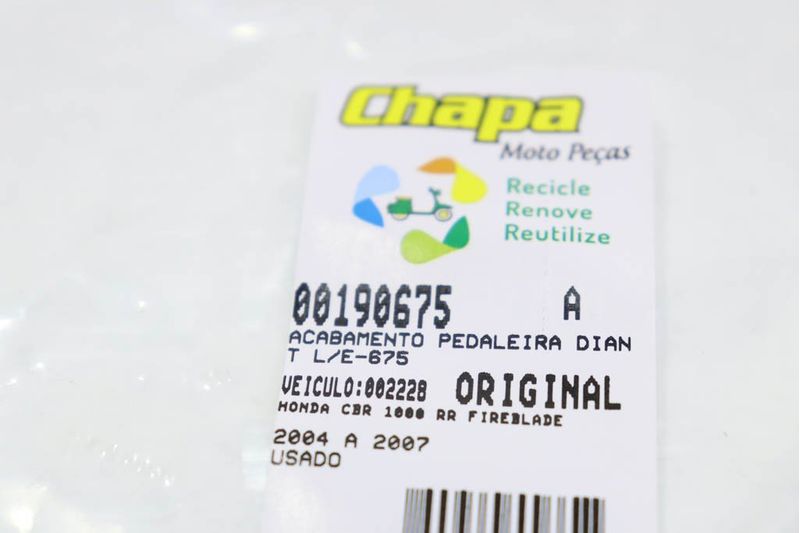 Chapa
Moto Peças
Recicle
Renove
Reutilize
00190675 A
ACABAMENTO PEDALEIRA DIAN
T L/E-675
VEICULO:002228 ORIGINAL
HONDA CBR 1000 RR FIREBLADE
2004 A 2007
USADO